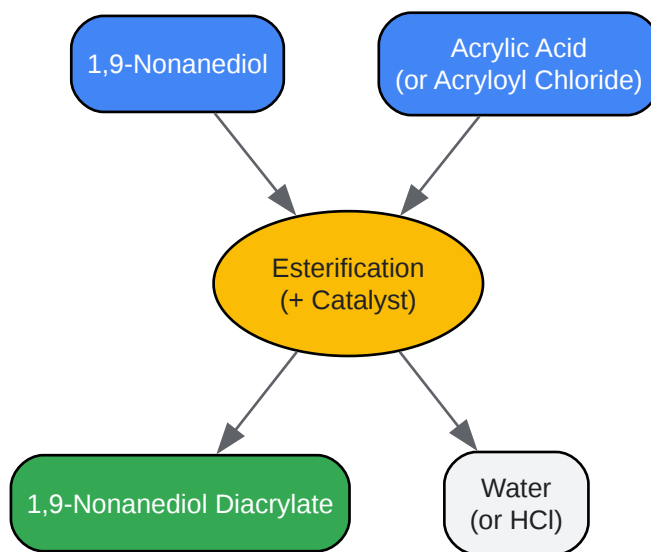 1,9-Nonanediol
Acrylic Acid
(or Acryloyl Chloride)
Esterification
(+ Catalyst)
1,9-Nonanediol Diacrylate
Water
(or HCl)